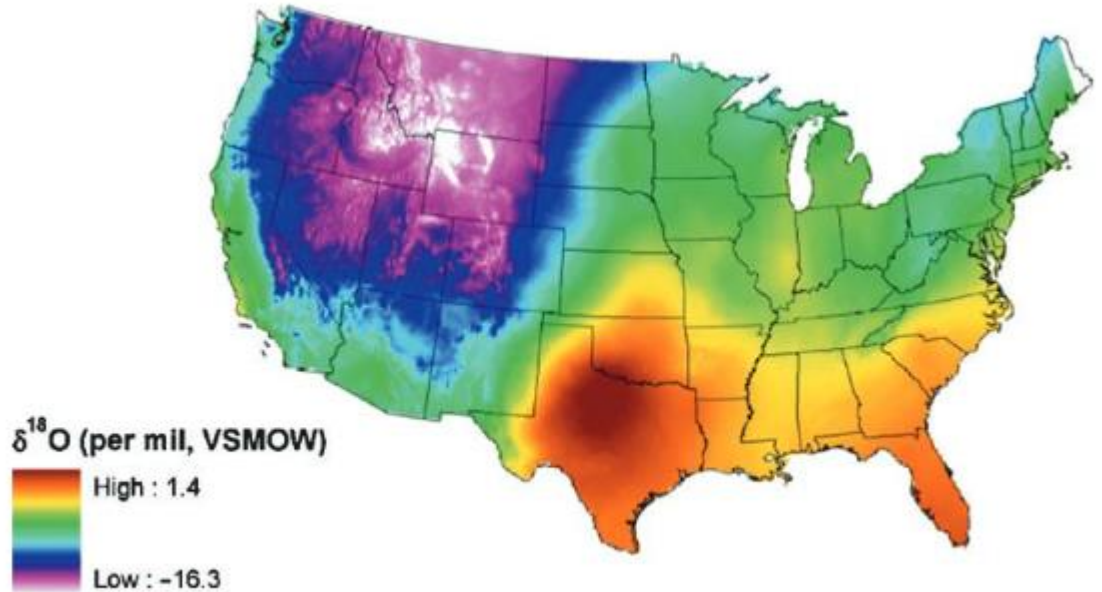 δ¹⁸O (per mil, VSMOW)
High : 1.4
Low : −16.3